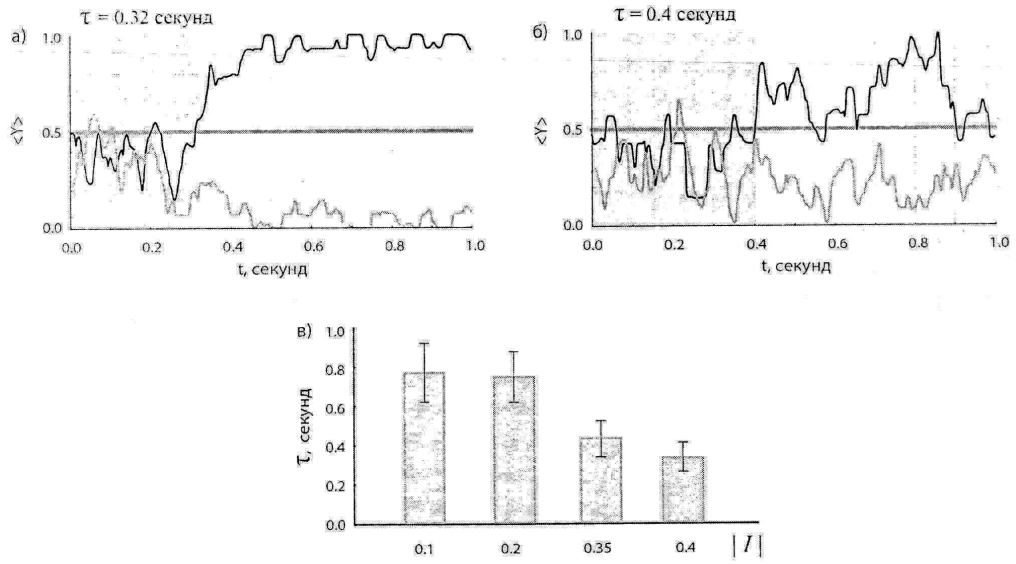 τ = 0.32 секунд
а)
1.0
0.5
0.0
<Y>
0.0 0.2 0.4 0.6 0.8 1.0
t, секунд
τ = 0.4 секунд
б)
1.0
0.5
0.0
<Y>
0.0 0.2 0.4 0.6 0.8 1.0
t, секунд
в)
1.0
0.8
0.6
0.4
0.2
0.0
τ, секунд
0.1 0.2 0.35 0.4 |I|